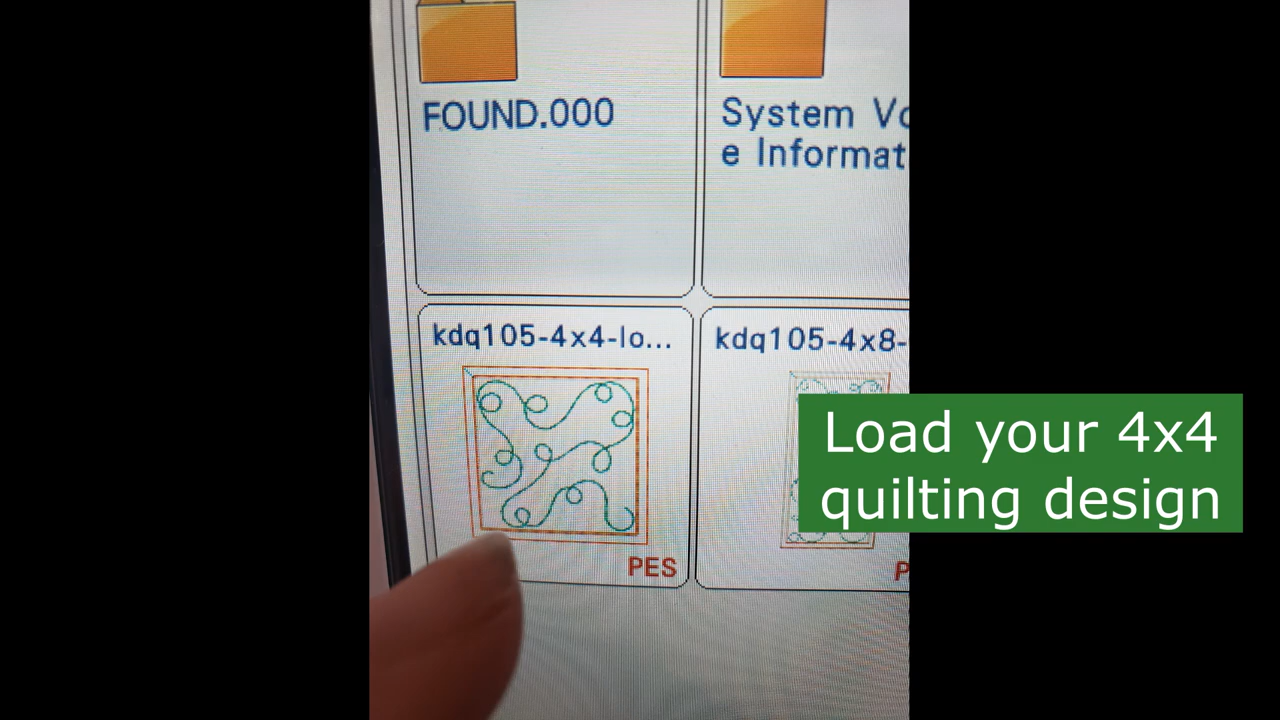 FOUND.000
System Vo
e Informat
kdq105-4x4-lo...
kdq105-4x8-
PES
P
Load your 4x4
quilting design